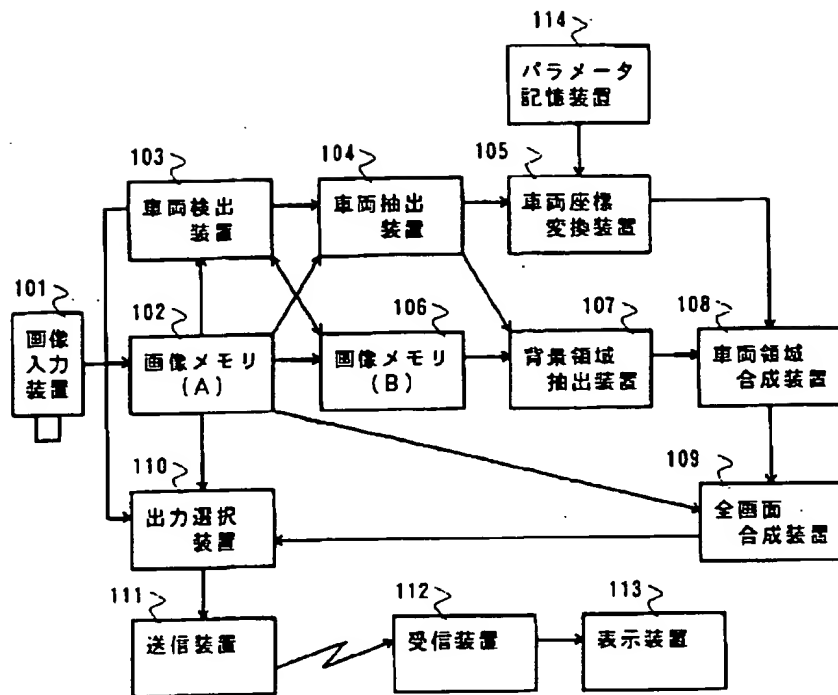 114
パラメータ
記憶装置
103
車両検出
装置
104
車両抽出
装置
105
車両座標
変換装置
101
画像
入力
装置
102
画像メモリ
(A)
106
画像メモリ
(B)
107
背景領域
抽出装置
108
車両領域
合成装置
110
出力選択
装置
109
全画面
合成装置
111
送信装置
112
受信装置
113
表示装置